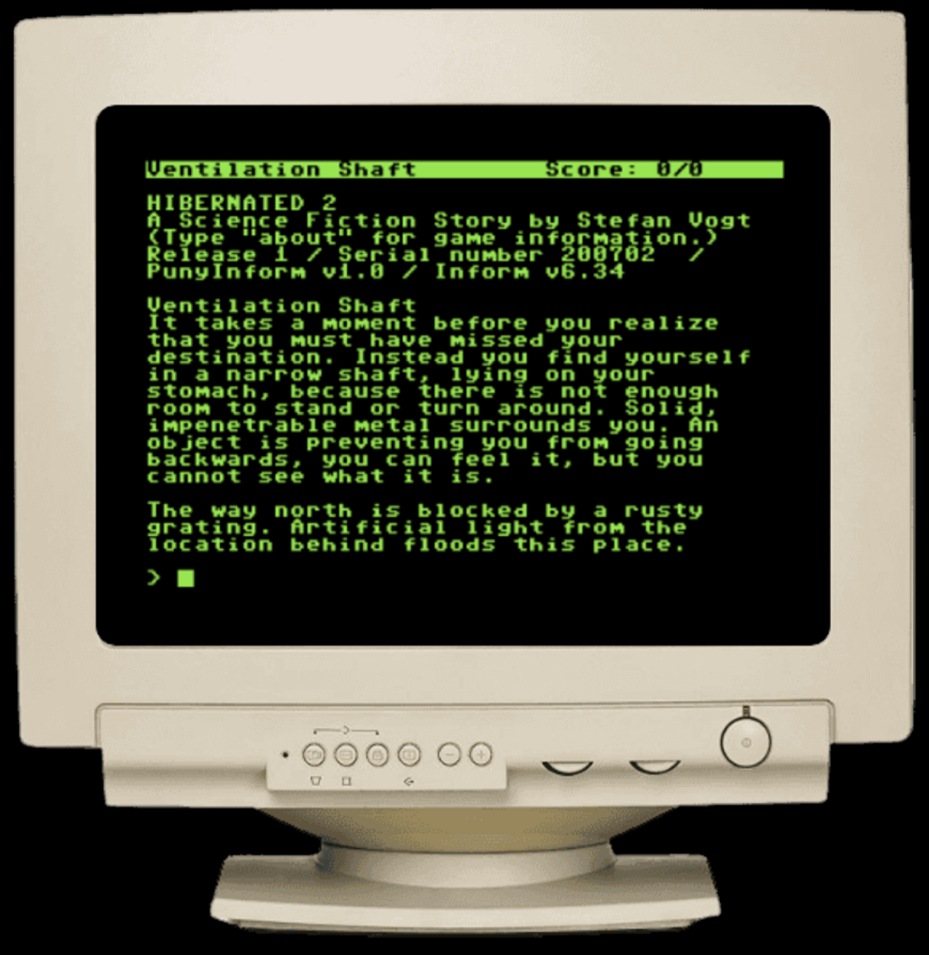 Ventilation Shaft Score: 0/0
HIBERNATED 2
A Science Fiction Story by Stefan Vogt
(Type "about" for game information.)
Release 1 / Serial number 200702 /
PunyInform v1.0 / Inform v6.34
Ventilation Shaft
It takes a moment before you realize
that you must have missed your
destination. Instead you find yourself
in a narrow shaft, lying on your
stomach, because there is not enough
room to stand or turn around. Solid,
impenetrable metal surrounds you. An
object is preventing you from going
backwards, you can feel it, but you
cannot see what it is.
The way north is blocked by a rusty
grating. Artificial light from the
location behind floods this place.
>